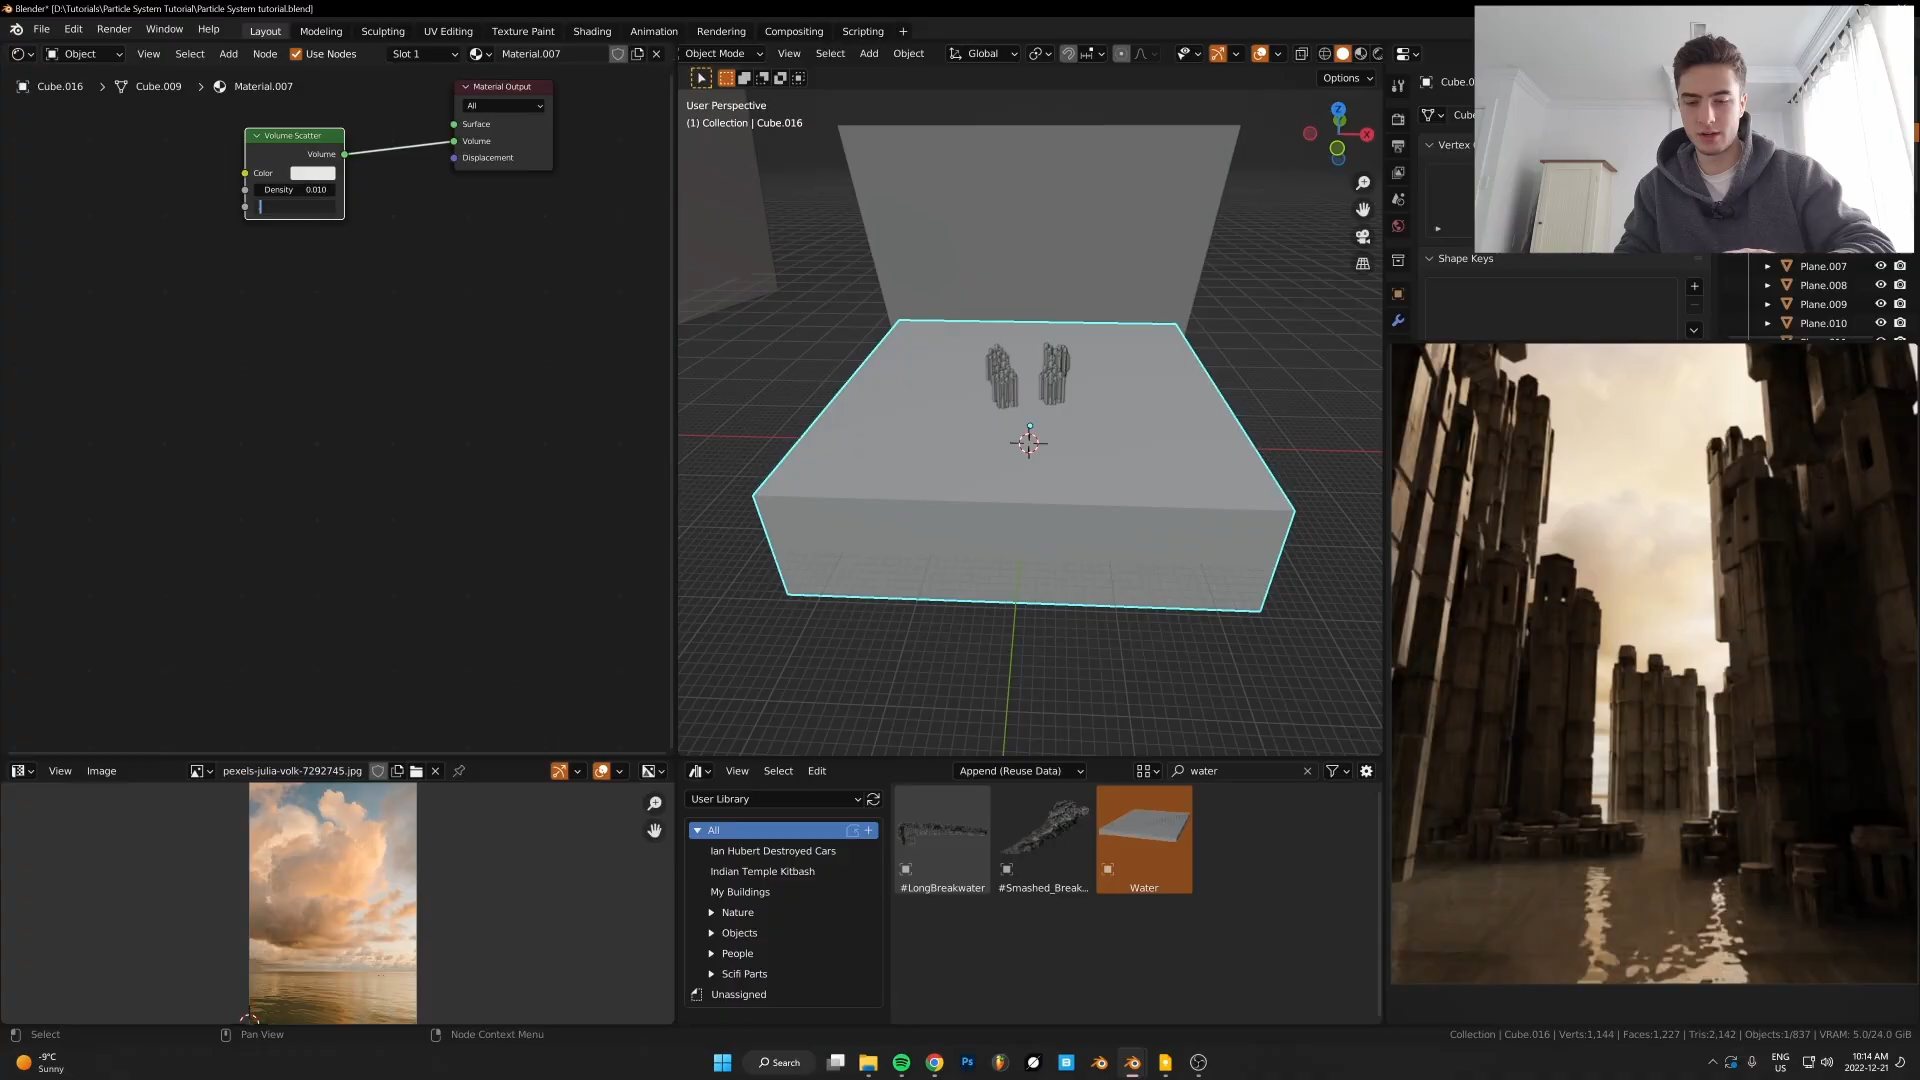 Blender* [D:\Tutorials\Particle System Tutorial\Particle System tutorial.blend]
File Edit Render Window Help Layout Modeling Sculpting UV Editing Texture Paint Shading Animation Rendering Compositing Scripting +
Object View Select Add Object Node Use Nodes Slot 1 Material.007
Object Mode View Select Add Object Global
Options
Cube.016 > Cube.009 > Material.007
Material Output
All
Surface
Volume
Displacement
Volume Scatter
Volume
Color
Density 0.010
User Perspective
(1) Collection | Cube.016
Z
X
Cube.0
Cube
Vertex G
Shape Keys
Plane.007
Plane.008
Plane.009
Plane.010
View Image pexels-julia-volk-7292745.jpg
View Select Edit Append (Reuse Data) water
User Library
All
Ian Hubert Destroyed Cars
Indian Temple Kitbash
My Buildings
Nature
Objects
People
Scifi Parts
Unassigned
#LongBreakwater
#Smashed_Break...
Water
Select Pan View Node Context Menu
Collection | Cube.016 | Verts:1,144 | Faces:1,227 | Tris:2,142 | Objects:1/837 | VRAM: 5.0/24.0 GiB
-9°C
Sunny
Search
Ps
ENG
US
10:14 AM
2022-12-21